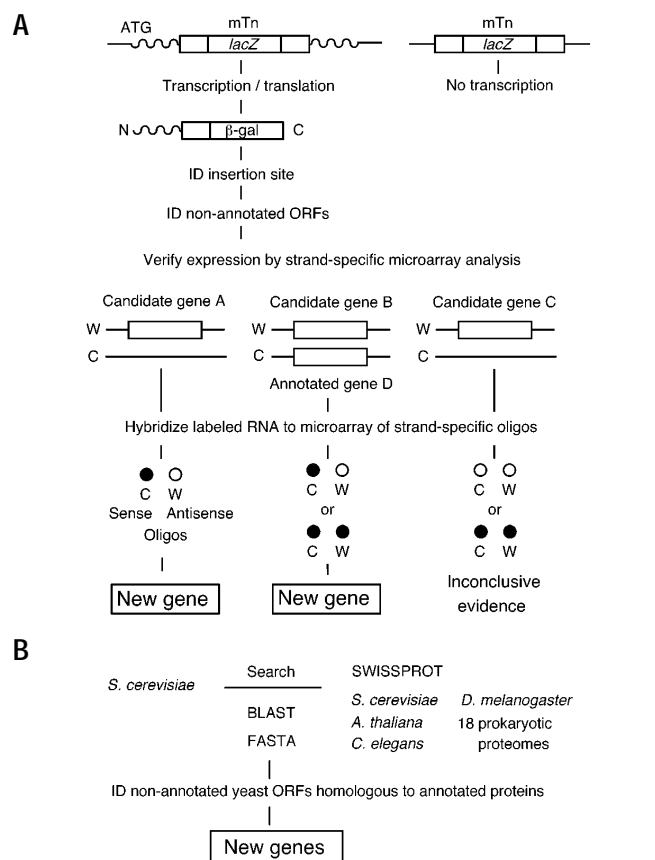 A
ATG
mTn
mTn
lacZ
lacZ
Transcription / translation
No transcription
N
β-gal
C
ID insertion site
ID non-annotated ORFs
Verify expression by strand-specific microarray analysis
Candidate gene A
Candidate gene B
Candidate gene C
W
W
W
C
C
C
Annotated gene D
Hybridize labeled RNA to microarray of strand-specific oligos
C W
C W
C W
Sense Antisense
or
or
Oligos
C W
C W
New gene
New gene
Inconclusive
evidence
B
S. cerevisiae
Search
BLAST
FASTA
SWISSPROT
S. cerevisiae D. melanogaster
A. thaliana 18 prokaryotic
C. elegans proteomes
ID non-annotated yeast ORFs homologous to annotated proteins
New genes